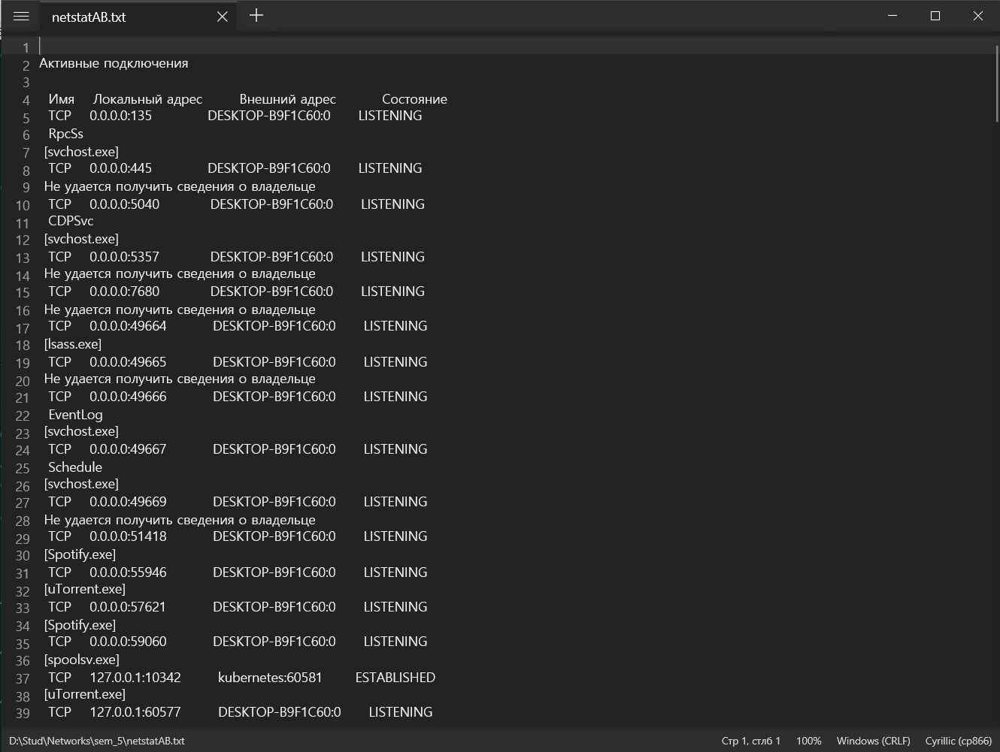 netstatAB.txt
1
2 Активные подключения
3
4 Имя Локальный адрес Внешний адрес Состояние
5 TCP 0.0.0.0:135 DESKTOP-B9F1C60:0 LISTENING
6 RpcSs
7 [svchost.exe]
8 TCP 0.0.0.0:445 DESKTOP-B9F1C60:0 LISTENING
9 Не удается получить сведения о владельце
10 TCP 0.0.0.0:5040 DESKTOP-B9F1C60:0 LISTENING
11 CDPSvc
12 [svchost.exe]
13 TCP 0.0.0.0:5357 DESKTOP-B9F1C60:0 LISTENING
14 Не удается получить сведения о владельце
15 TCP 0.0.0.0:7680 DESKTOP-B9F1C60:0 LISTENING
16 Не удается получить сведения о владельце
17 TCP 0.0.0.0:49664 DESKTOP-B9F1C60:0 LISTENING
18 [lsass.exe]
19 TCP 0.0.0.0:49665 DESKTOP-B9F1C60:0 LISTENING
20 Не удается получить сведения о владельце
21 TCP 0.0.0.0:49666 DESKTOP-B9F1C60:0 LISTENING
22 EventLog
23 [svchost.exe]
24 TCP 0.0.0.0:49667 DESKTOP-B9F1C60:0 LISTENING
25 Schedule
26 [svchost.exe]
27 TCP 0.0.0.0:49669 DESKTOP-B9F1C60:0 LISTENING
28 Не удается получить сведения о владельце
29 TCP 0.0.0.0:51418 DESKTOP-B9F1C60:0 LISTENING
30 [Spotify.exe]
31 TCP 0.0.0.0:55946 DESKTOP-B9F1C60:0 LISTENING
32 [uTorrent.exe]
33 TCP 0.0.0.0:57621 DESKTOP-B9F1C60:0 LISTENING
34 [Spotify.exe]
35 TCP 0.0.0.0:59060 DESKTOP-B9F1C60:0 LISTENING
36 [spoolsv.exe]
37 TCP 127.0.0.1:10342 kubernetes:60581 ESTABLISHED
38 [uTorrent.exe]
39 TCP 127.0.0.1:60577 DESKTOP-B9F1C60:0 LISTENING
D:\Stud\Networks\sem_5\netstatAB.txt Стр 1, стлб 1 100% Windows (CRLF) Cyrillic (cp866)